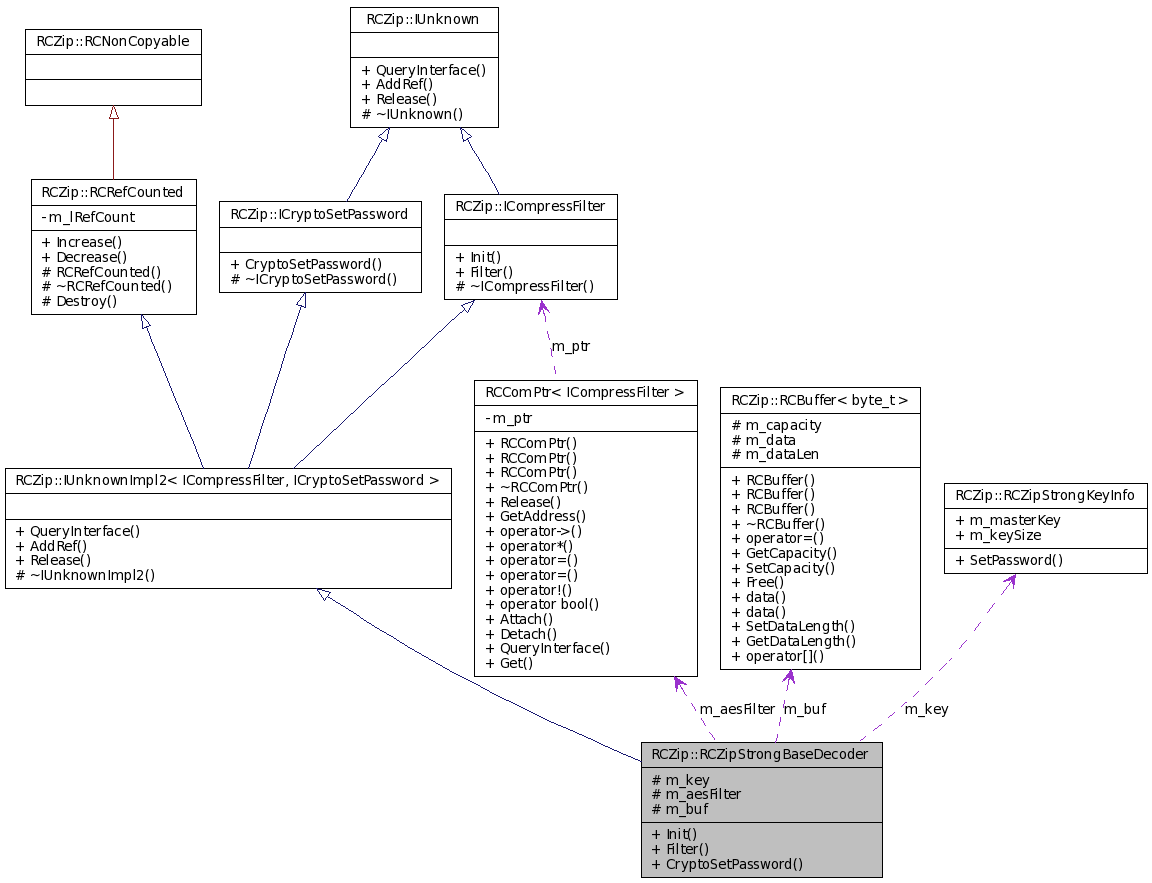 RCZip::IUnknown
+ QueryInterface()
+ AddRef()
+ Release()
# ~IUnknown()
RCZip::RCNonCopyable
RCZip::RCRefCounted
- m_lRefCount
+ Increase()
+ Decrease()
# RCRefCounted()
# ~RCRefCounted()
# Destroy()
RCZip::ICryptoSetPassword
+ CryptoSetPassword()
# ~ICryptoSetPassword()
RCZip::ICompressFilter
+ Init()
+ Filter()
# ~ICompressFilter()
m_ptr
RCZip::IUnknownImpl2< ICompressFilter, ICryptoSetPassword >
+ QueryInterface()
+ AddRef()
+ Release()
# ~IUnknownImpl2()
RCComPtr< ICompressFilter >
- m_ptr
+ RCComPtr()
+ RCComPtr()
+ RCComPtr()
+ ~RCComPtr()
+ Release()
+ GetAddress()
+ operator->()
+ operator*()
+ operator=()
+ operator=()
+ operator!()
+ operator bool()
+ Attach()
+ Detach()
+ QueryInterface()
+ Get()
RCZip::RCBuffer< byte_t >
# m_capacity
# m_data
# m_dataLen
+ RCBuffer()
+ RCBuffer()
+ RCBuffer()
+ ~RCBuffer()
+ operator=()
+ GetCapacity()
+ SetCapacity()
+ Free()
+ data()
+ data()
+ SetDataLength()
+ GetDataLength()
+ operator[]()
RCZip::RCZipStrongKeyInfo
+ m_masterKey
+ m_keySize
+ SetPassword()
m_aesFilter
m_buf
m_key
RCZip::RCZipStrongBaseDecoder
# m_key
# m_aesFilter
# m_buf
+ Init()
+ Filter()
+ CryptoSetPassword()